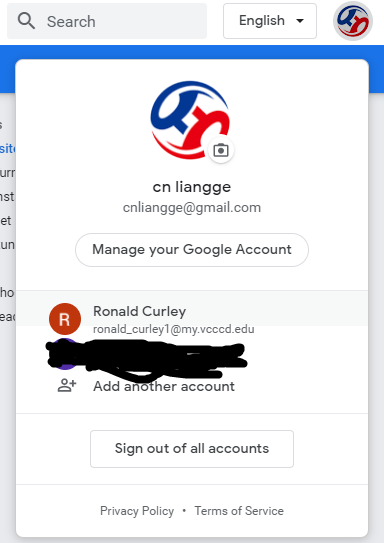 Search
English
s
site
urr
nst
et
un
ho
eac
cn liangge
cnliangge@gmail.com
Manage your Google Account
R
Ronald Curley
ronald_curley1@my.vcccd.edu
Add another account
Sign out of all accounts
Privacy Policy • Terms of Service